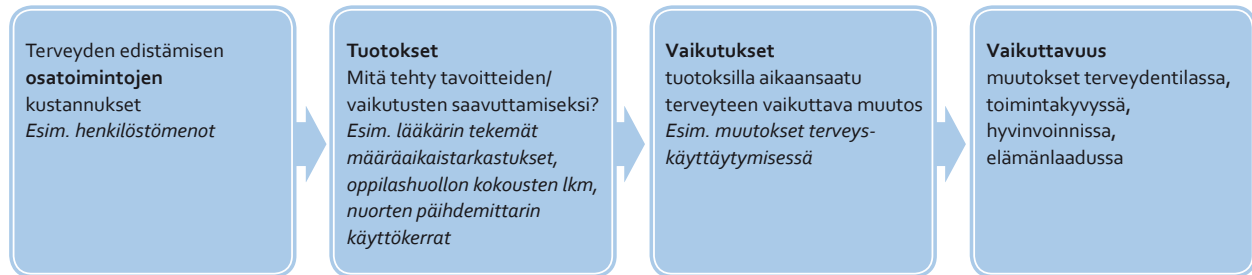 Terveyden edistämisen
osatoimintojen
kustannukset
Esim. henkilöstömenot
Tuotokset
Mitä tehty tavoitteiden/
vaikutusten saavuttamiseksi?
Esim. lääkärin tekemät
määräaikaistarkastukset,
oppilashuollon kokousten lkm,
nuorten päihdemittarin
käyttökerrat
Vaikutukset
tuotoksilla aikaansaatu
terveyteen vaikuttava muutos
Esim. muutokset terveys-
käyttäytymisessä
Vaikuttavuus
muutokset terveydentilassa,
toimintakyvyssä,
hyvinvoinnissa,
elämänlaadussa